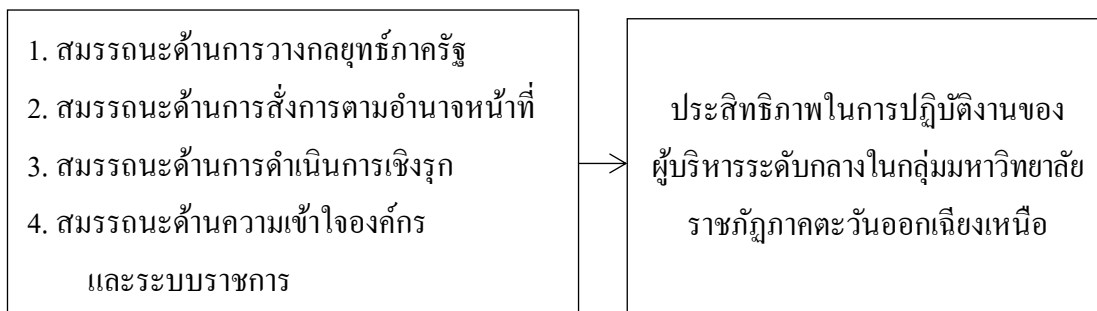 1. สมรรถนะด้านการวางกลยุทธ์ภาครัฐ
2. สมรรถนะด้านการสั่งการตามอำนาจหน้าที่
3. สมรรถนะด้านการดำเนินการเชิงรุก
4. สมรรถนะด้านความเข้าใจองค์กร
และระบบราชการ
ประสิทธิภาพในการปฏิบัติงานของ
ผู้บริหารระดับกลางในกลุ่มมหาวิทยาลัย
ราชภัฏภาคตะวันออกเฉียงเหนือ